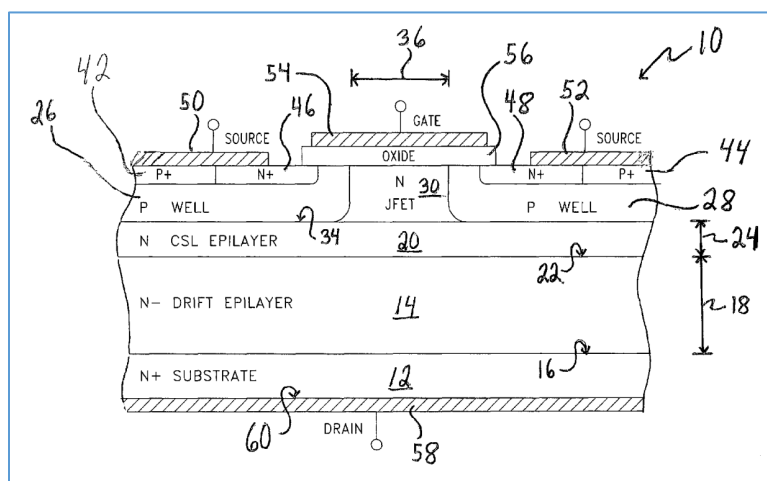 36
10
42
54
56
50
46
48
52
26
SOURCE
GATE
SOURCE
OXIDE
44
P+
N+
N
30
N+
P+
P WELL
JFET
P WELL
28
34
N CSL EPILAYER
20
22
24
N- DRIFT EPILAYER
14
18
16
N+ SUBSTRATE
12
60
DRAIN
58